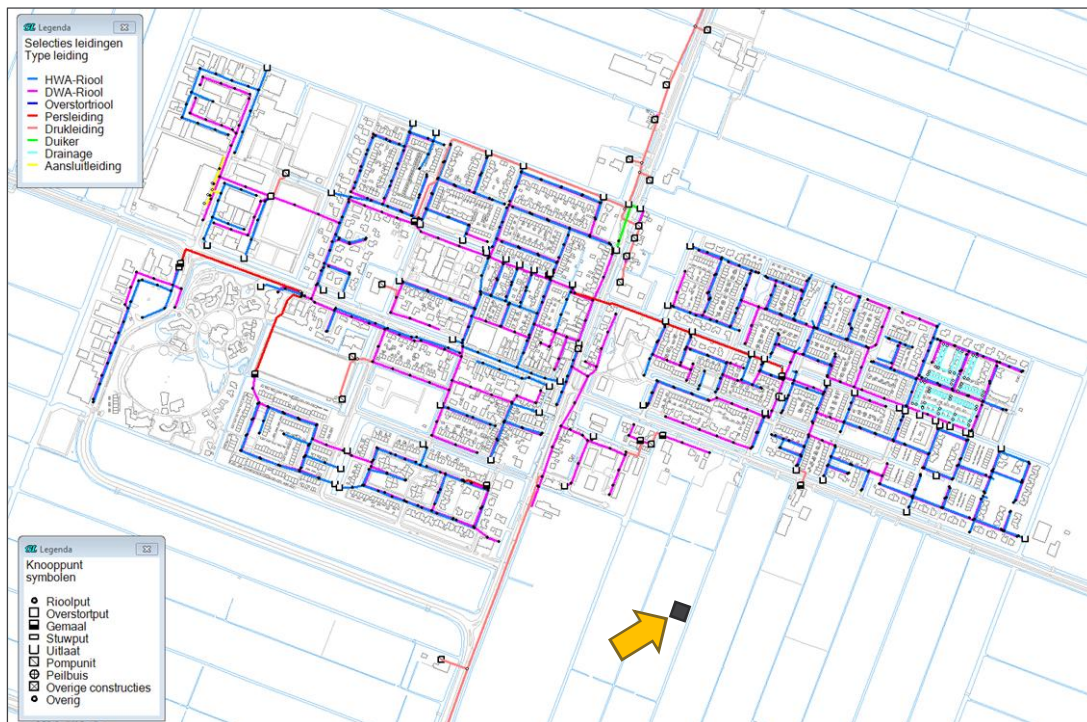 Legenda
Selecties leidingen
Type leiding
HWA-Riool
DWA-Riool
Overstortriool
Persleiding
Drukleiding
Duiker
Drainage
Aansluitleiding
Legenda
Knooppunt
symbolen
Rioolput
Overstortput
Gemaal
Stuwput
Uitlaat
Pompunit
Peilbuis
Overige constructies
Overig